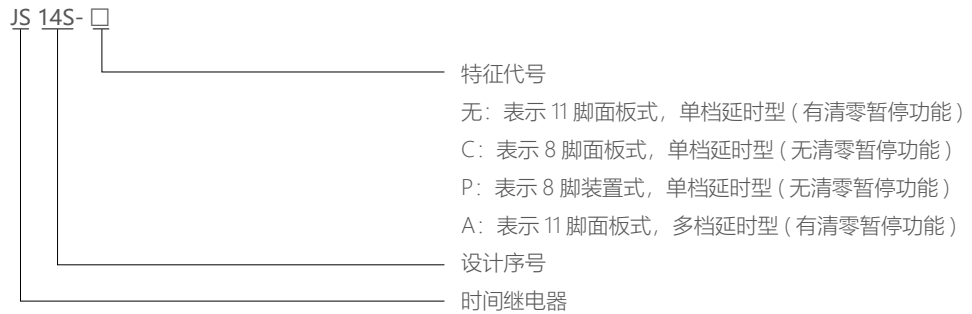 JS 14S- □
特征代号
无：表示 11 脚面板式，单档延时型 ( 有清零暂停功能 )
C：表示 8 脚面板式，单档延时型 ( 无清零暂停功能 )
P：表示 8 脚装置式，单档延时型 ( 无清零暂停功能 )
A：表示 11 脚面板式，多档延时型 ( 有清零暂停功能 )
设计序号
时间继电器